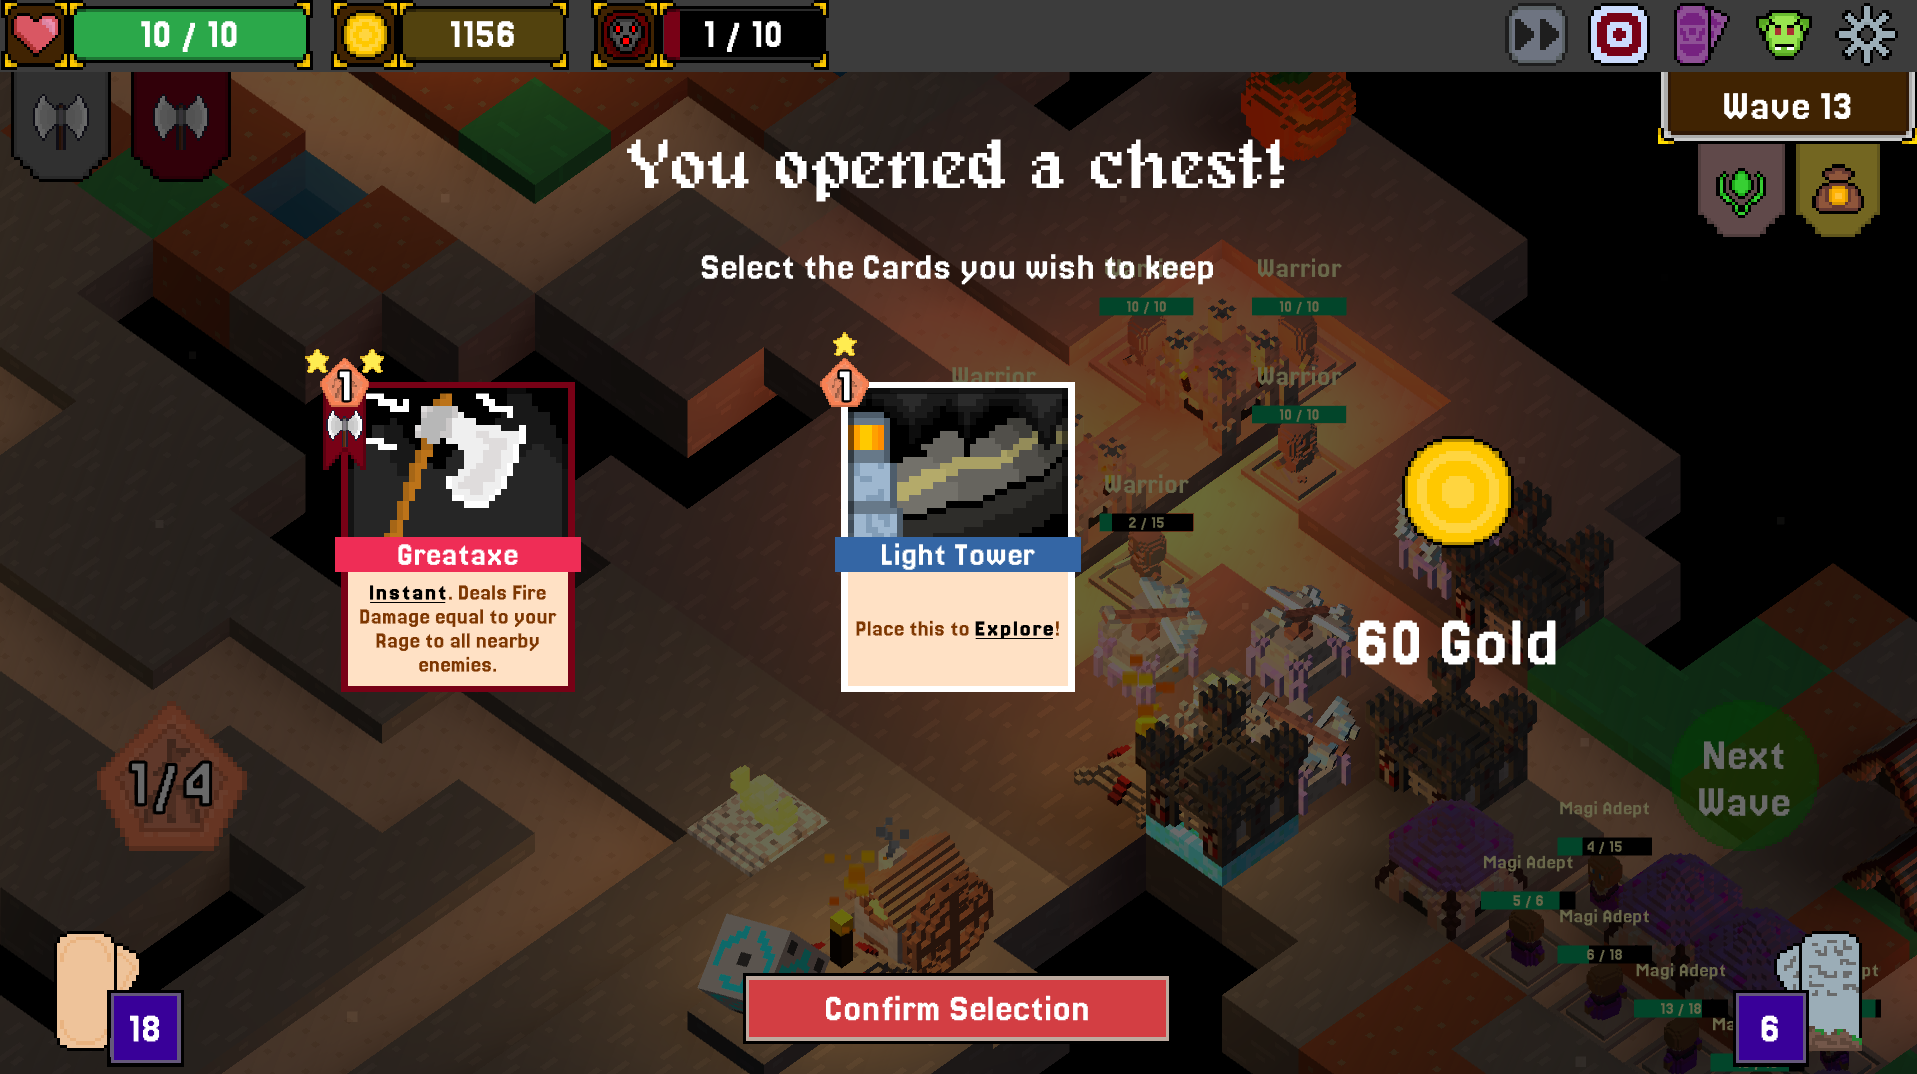 10 / 10
1156
1 / 10
Wave 13
You opened a chest!
Select the Cards you wish to keep
Warrior
10 / 10
10 / 10
Warrior
Warrior
10 / 10
Warrior
2 / 15
1
1
Greataxe
Instant. Deals Fire
Damage equal to your
Rage to all nearby
enemies.
Light Tower
Place this to Explore!
60 Gold
1/4
Next
Wave
Magi Adept
4 / 15
Magi Adept
5 / 6
Magi Adept
6 / 18
Magi Adept
13 / 18
Confirm Selection
18
6